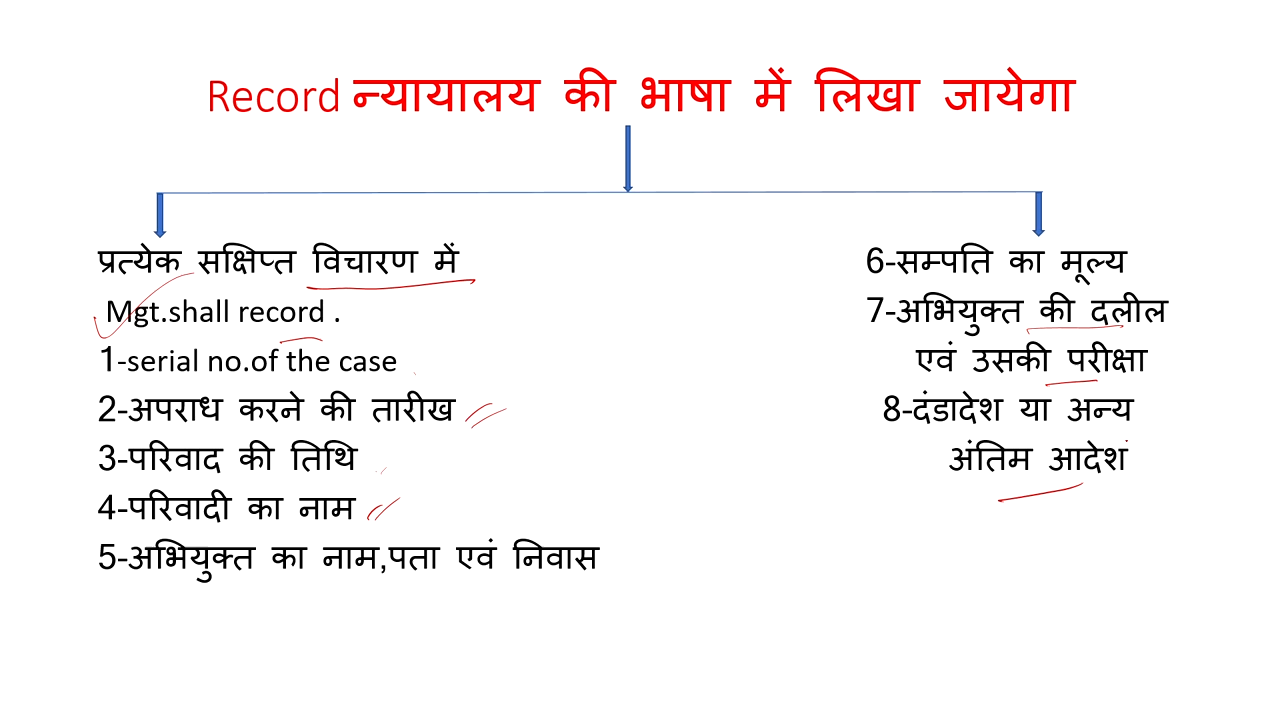 Record न्यायालय की भाषा में लिखा जायेगा
प्रत्येक सक्षिप्त विचारण में
Mgt.shall record .
1-serial no.of the case
2-अपराध करने की तारीख
3-परिवाद की तिथि
4-परिवादी का नाम
5-अभियुक्त का नाम,पता एवं निवास
6-सम्पति का मूल्य
7-अभियुक्त की दलील
एवं उसकी परीक्षा
8-दंडादेश या अन्य
अंतिम आदेश